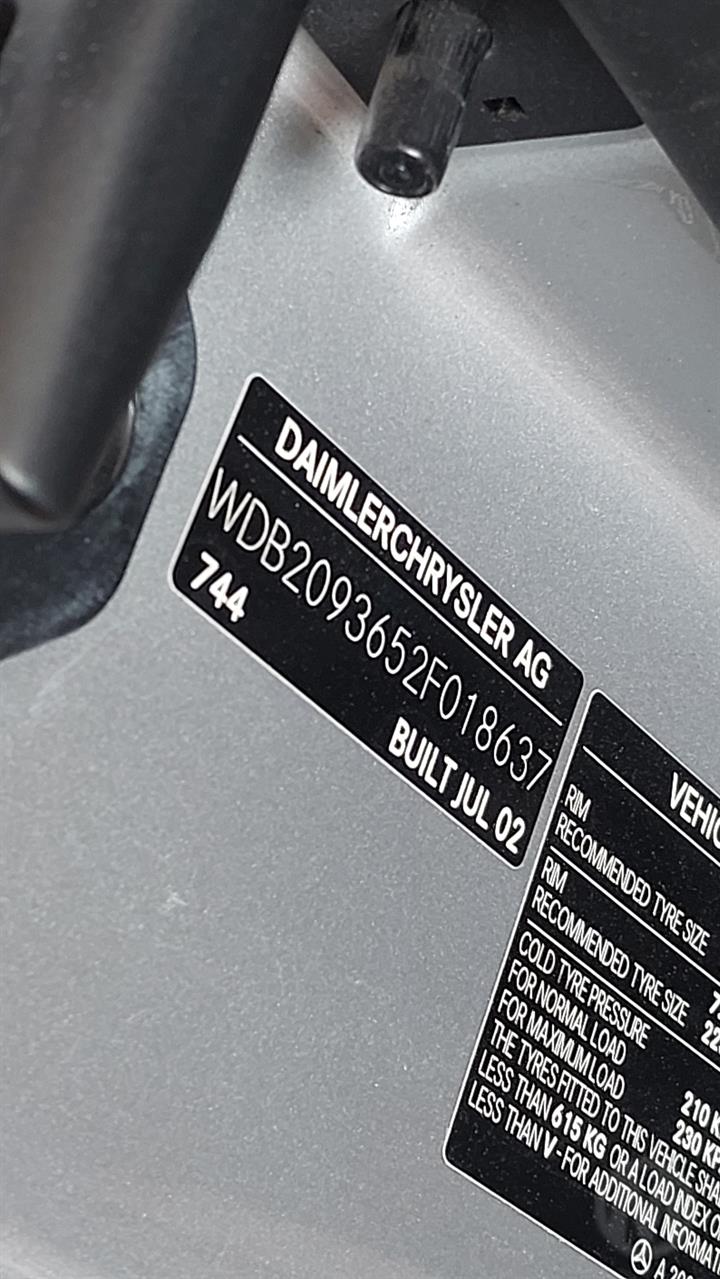 DAIMLERCHRYSLER AG
WDB2093652F018637
744
BUILT JUL 02
RIM
RECOMMENDED TYRE SIZE
RIM
RECOMMENDED TYRE SIZE
COLD TYRE PRESSURE
FOR NORMAL LOAD 210
FOR MAXIMUM LOAD 230
THE TYRES FITTED TO THIS VEHICLE
LESS THAN 615 KG OR A LOAD INDEX
LESS THAN V - FOR ADDITIONAL
A